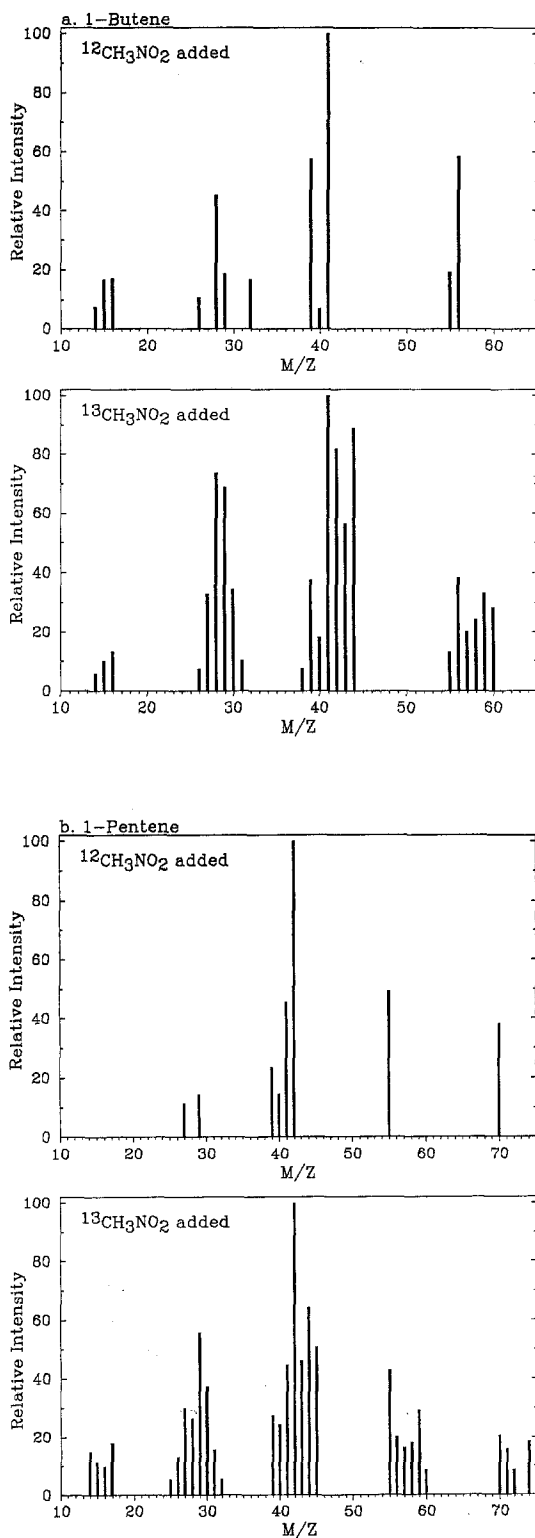 a. 1-Butene
100
¹²CH₃NO₂ added
80
60
40
20
0
Relative Intensity
10 20 30 40 50 60
M/Z
100
¹³CH₃NO₂ added
80
60
40
20
0
Relative Intensity
10 20 30 40 50 60
M/Z
b. 1-Pentene
100
¹²CH₃NO₂ added
80
60
40
20
0
Relative Intensity
10 20 30 40 50 60 70
M/Z
100
¹³CH₃NO₂ added
80
60
40
20
0
Relative Intensity
10 20 30 40 50 60 70
M/Z